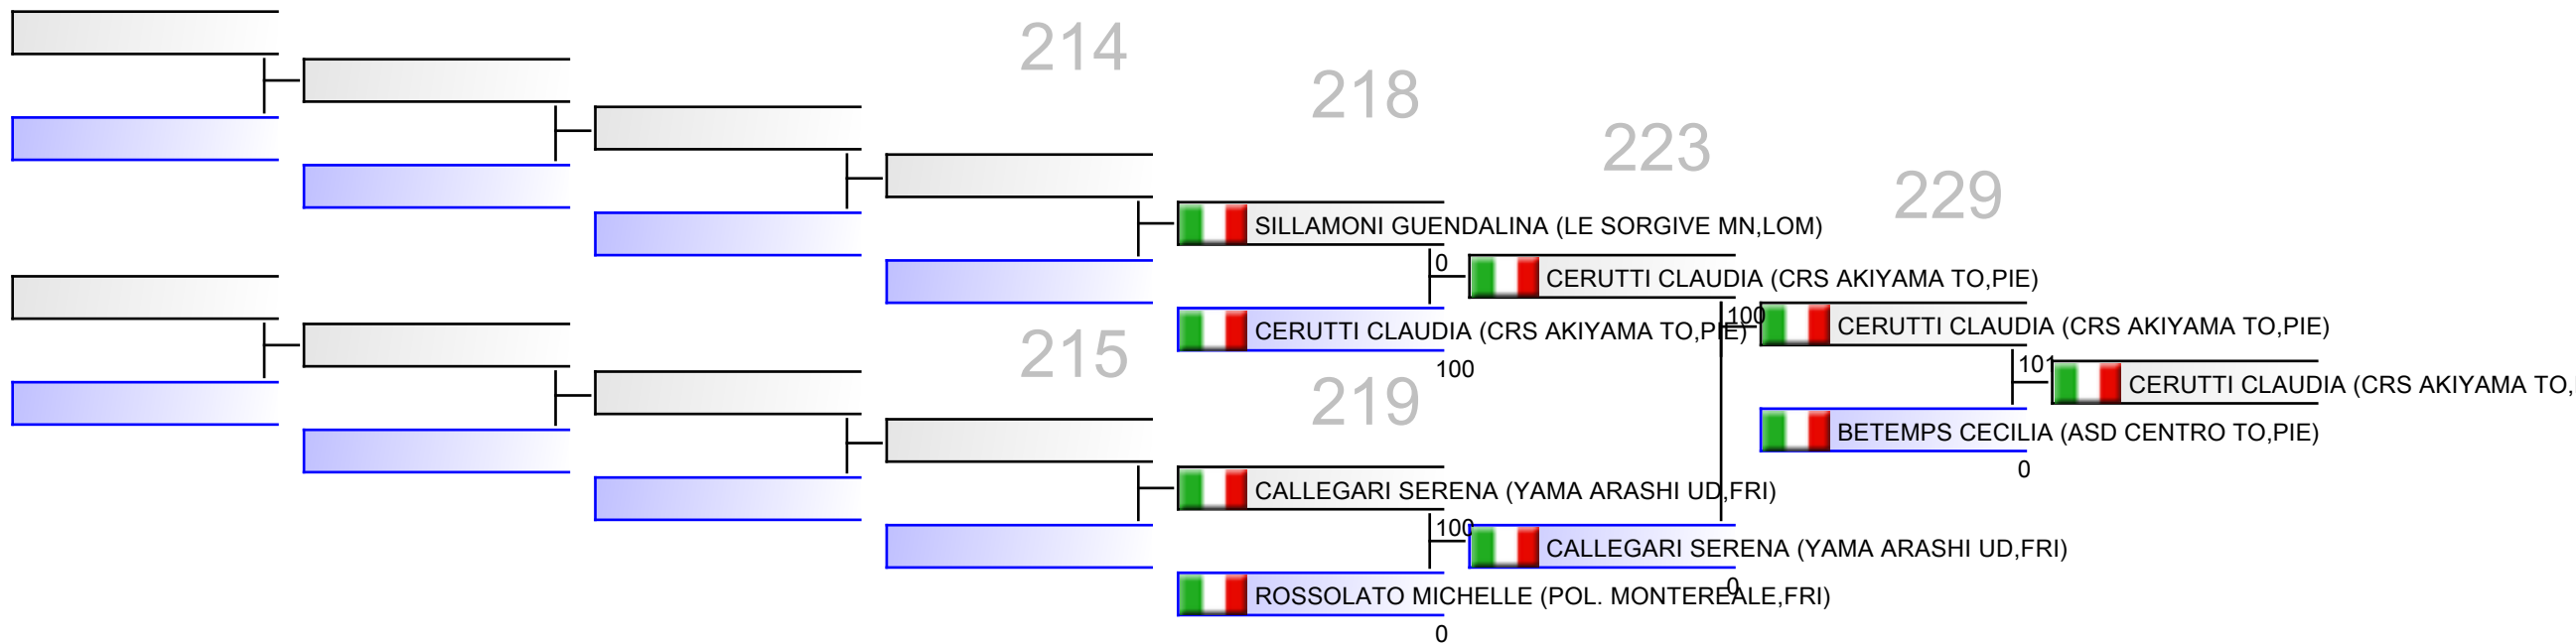 214
218
223
229
SILLAMONI GUENDALINA (LE SORGIVE MN,LOM)
0
CERUTTI CLAUDIA (CRS AKIYAMA TO,PIE)
100
CERUTTI CLAUDIA (CRS AKIYAMA TO,PIE)
CERUTTI CLAUDIA (CRS AKIYAMA TO,PIE)
215
100
101
219
CERUTTI CLAUDIA (CRS AKIYAMA TO,
BETEMPS CECILIA (ASD CENTRO TO,PIE)
0
CALLEGARI SERENA (YAMA ARASHI UD,FRI)
100
CALLEGARI SERENA (YAMA ARASHI UD,FRI)
0
ROSSOLATO MICHELLE (POL. MONTEREALE,FRI)
0